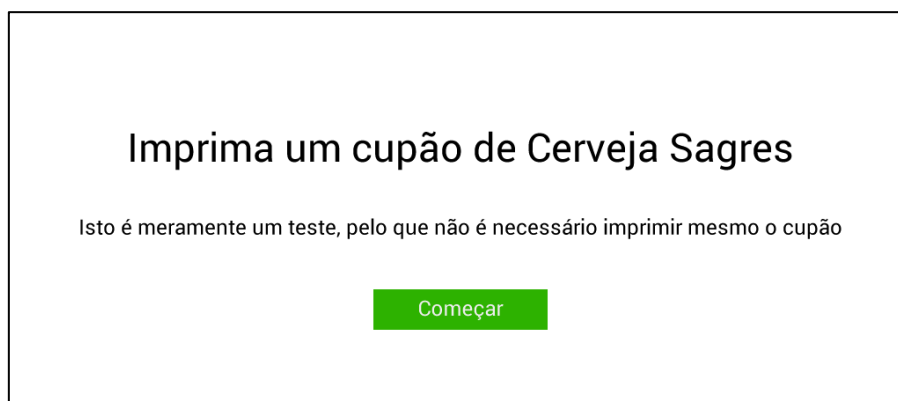 Imprima um cupão de Cerveja Sagres
Isto é meramente um teste, pelo que não é necessário imprimir mesmo o cupão
Começar